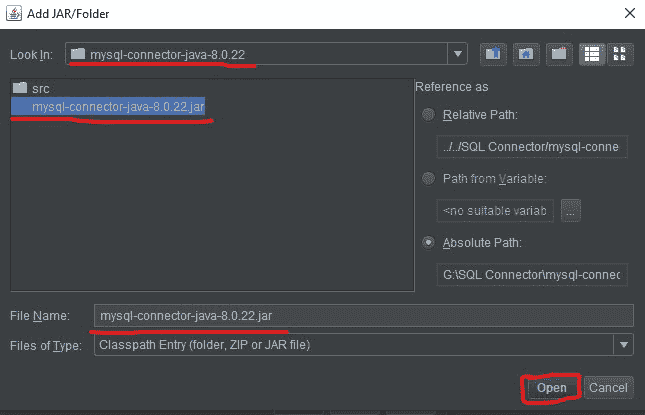 Add JAR/Folder
Look In: mysql-connector-java-8.0.22
src
mysql-connector-java-8.0.22.jar
Reference as
Relative Path:
../../SQL Connector/mysql-conne
Path from Variable:
<no suitable variab ...
Absolute Path:
G:\SQL Connector\mysql-connec
File Name: mysql-connector-java-8.0.22.jar
Files of Type: Classpath Entry (folder, ZIP or JAR file)
Open Cancel